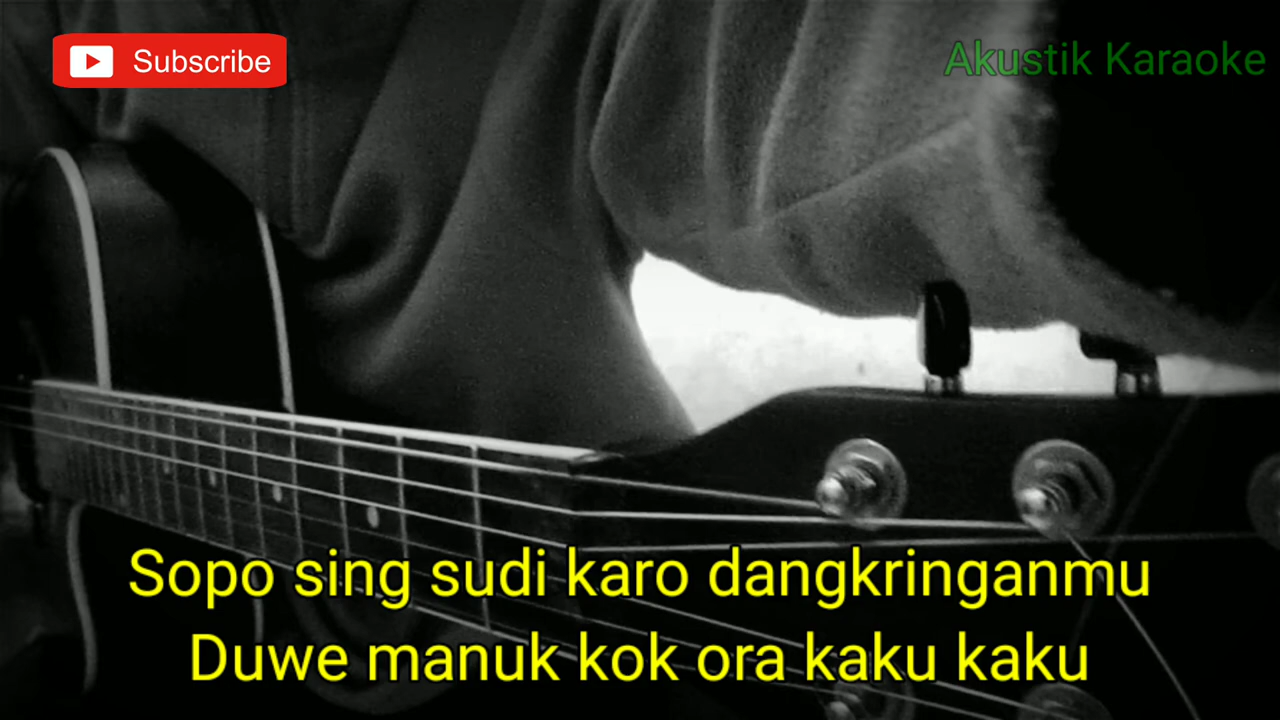 Subscribe
Akustik Karaoke
Sopo sing sudi karo dangkringanmu
Duwe manuk kok ora kaku kaku